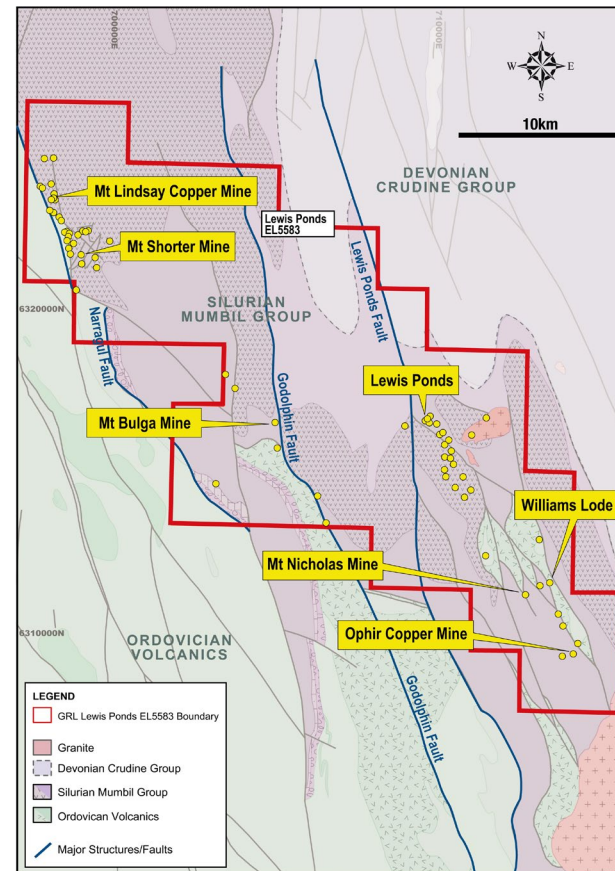 700000E
710000E
N
W
E
S
10km
DEVONIAN
CRUDINE GROUP
Mt Lindsay Copper Mine
Lewis Ponds
EL5583
Mt Shorter Mine
Lewis Ponds Fault
SILURIAN
MUMBIL GROUP
6320000N
Narragul Fault
Godolphin Fault
Lewis Ponds
Mt Bulga Mine
Williams Lode
Mt Nicholas Mine
6310000N
ORDOVICIAN
VOLCANICS
Ophir Copper Mine
Godolphin Fault
LEGEND
GRL Lewis Ponds EL5583 Boundary
Granite
Devonian Crudine Group
Silurian Mumbil Group
Ordovican Volcanics
Major Structures/Faults